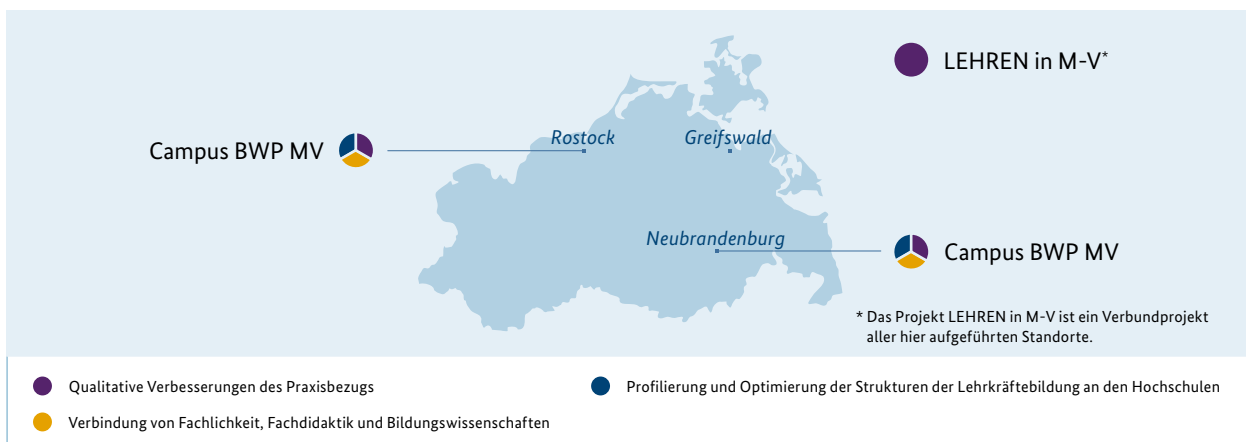 LEHREN in M-V*
Rostock
Greifswald
Campus BWP MV
Neubrandenburg
Campus BWP MV
* Das Projekt LEHREN in M-V ist ein Verbundprojekt
aller hier aufgeführten Standorte.
Qualitative Verbesserungen des Praxisbezugs
Profilierung und Optimierung der Strukturen der Lehrkräftebildung an den Hochschulen
Verbindung von Fachlichkeit, Fachdidaktik und Bildungswissenschaften